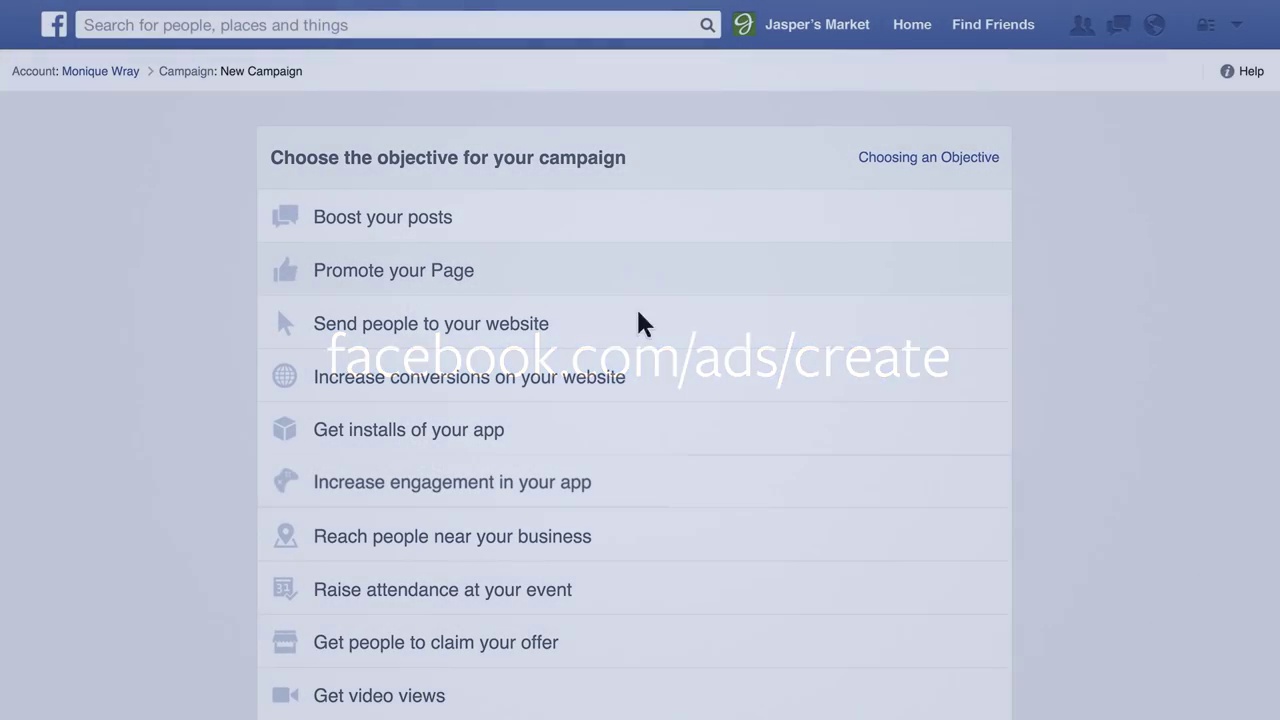 Search for people, places and things
Jasper's Market
Home
Find Friends
Account: Monique Wray > Campaign: New Campaign
Help
Choose the objective for your campaign
Choosing an Objective
Boost your posts
Promote your Page
Send people to your website
facebook.com/ads/create
Increase conversions on your website
Get installs of your app
Increase engagement in your app
Reach people near your business
31
Raise attendance at your event
Get people to claim your offer
Get video views